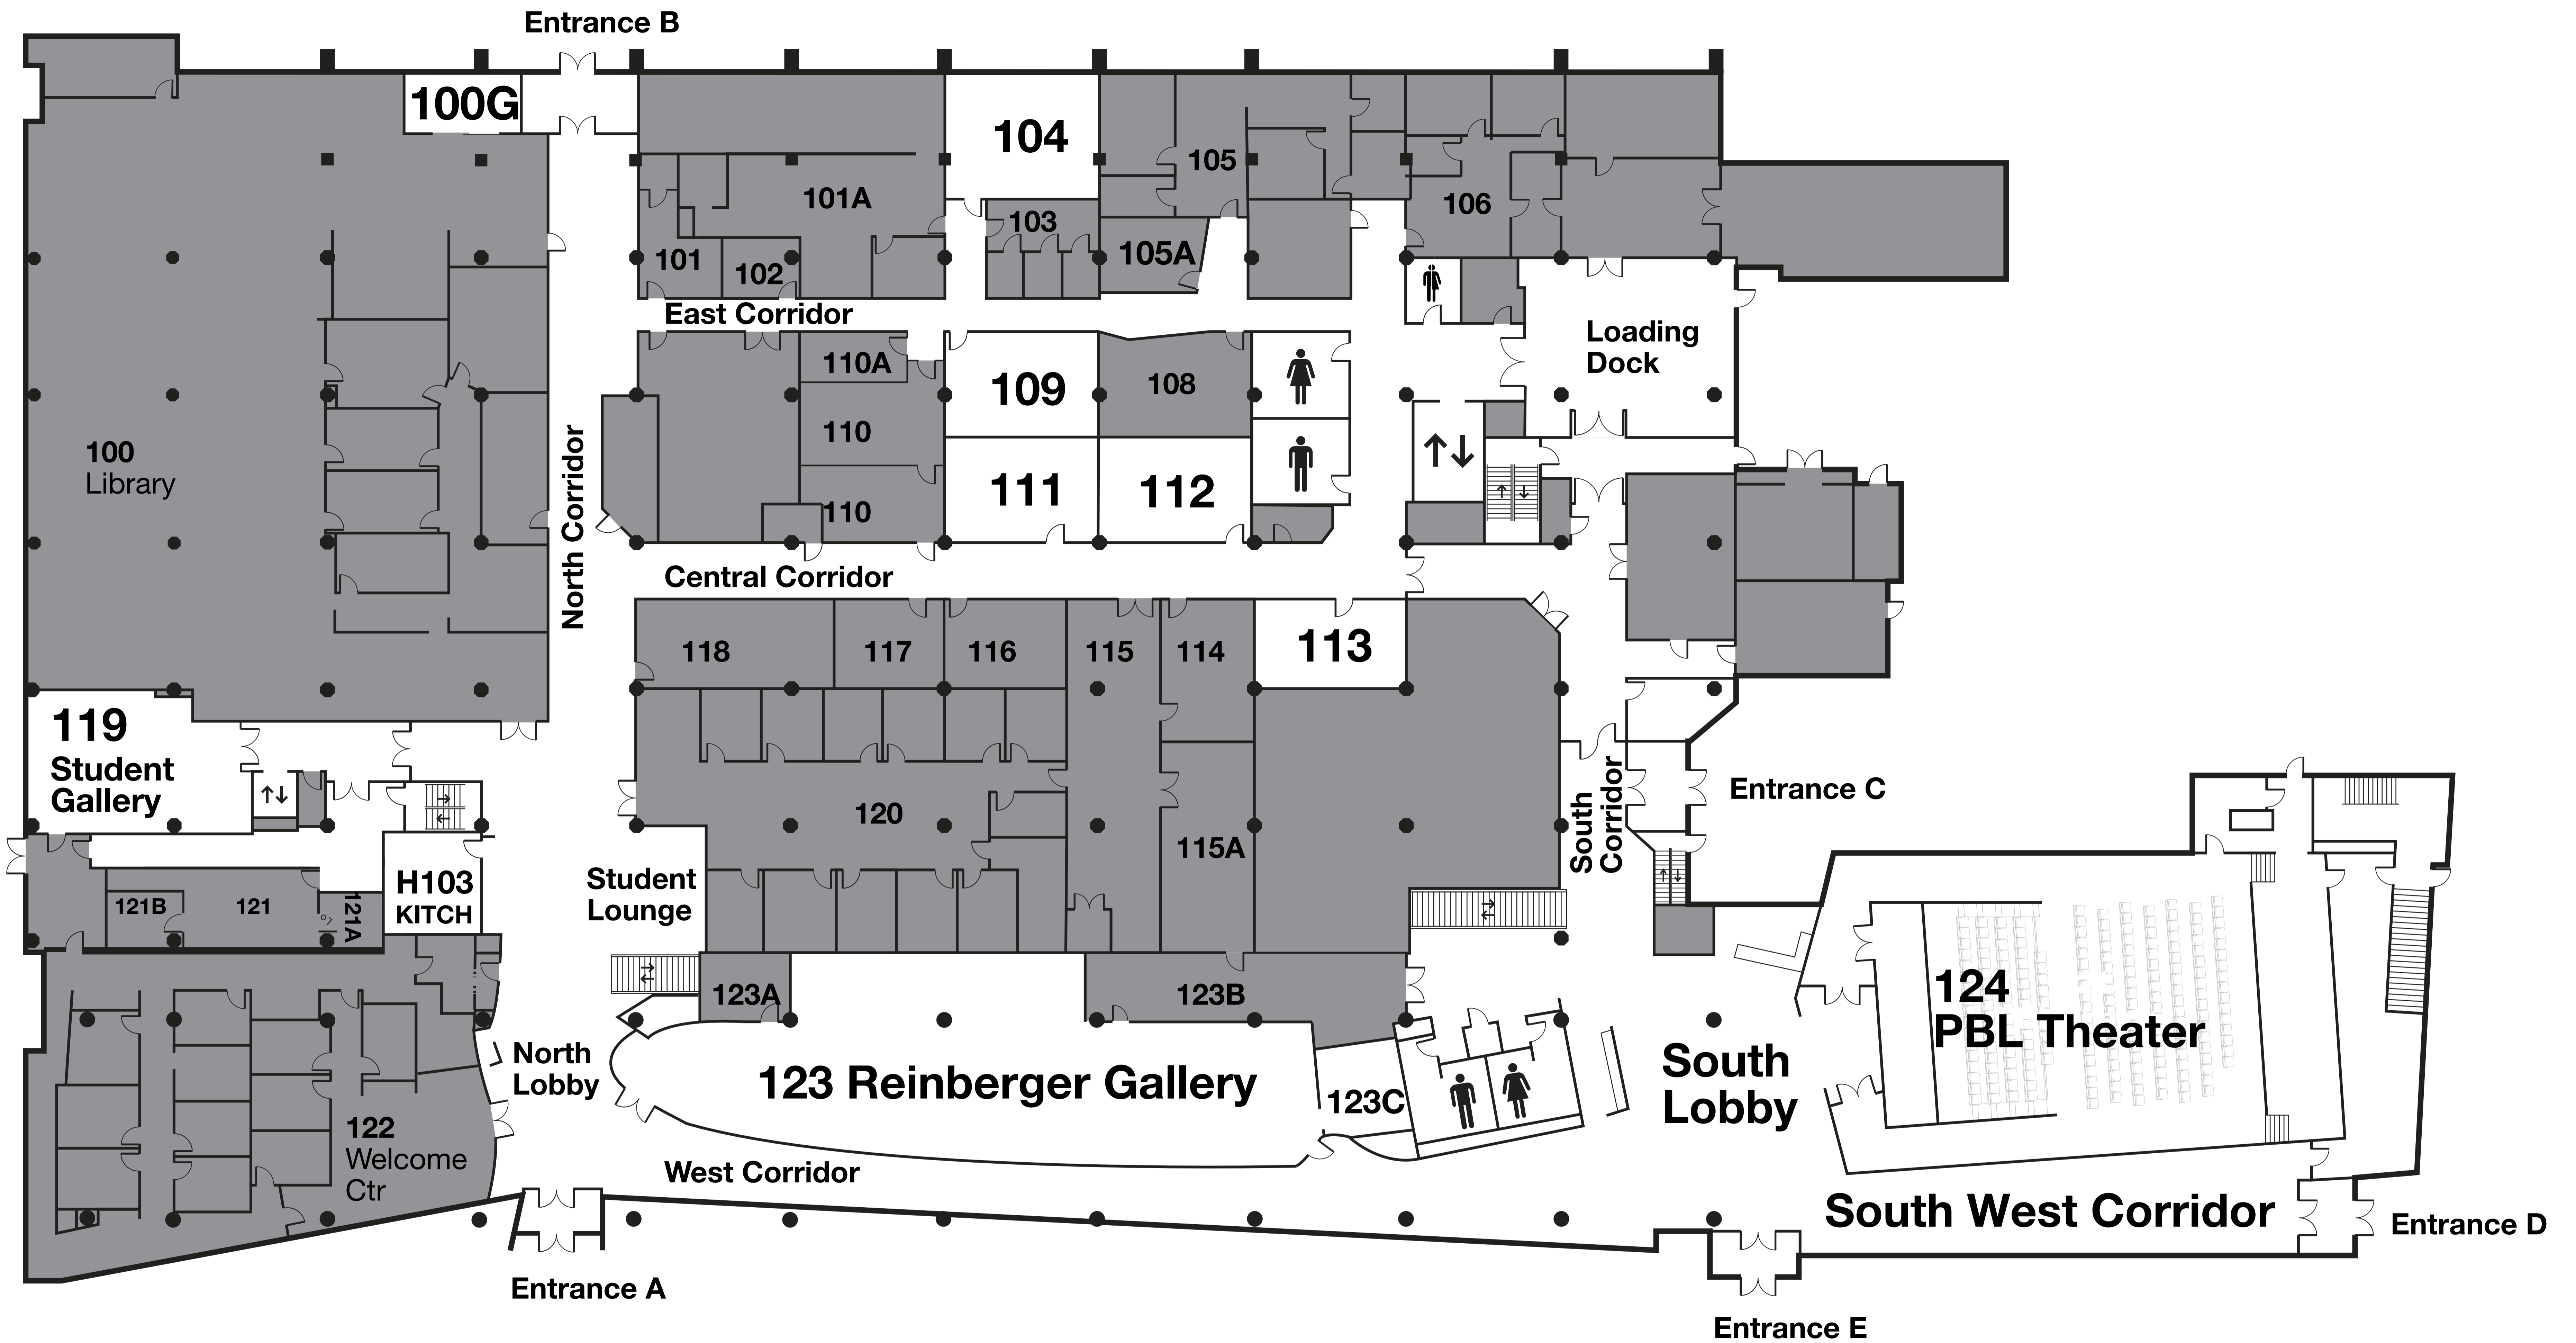 Entrance B
100G
104
105
101A
106
103
101
102
105A
East Corridor
Loading
Dock
110A
109
108
110
100
Library
111
112
110
North Corridor
Central Corridor
118
117
116
115
114
113
119
Student
Gallery
120
115A
South
Corridor
Entrance C
H103
KITCH
121B
121
121A
Student
Lounge
123A
123B
124
PBL Theater
North
Lobby
123 Reinberger Gallery
123C
South
Lobby
122
Welcome
Ctr
West Corridor
South West Corridor
Entrance D
Entrance A
Entrance E